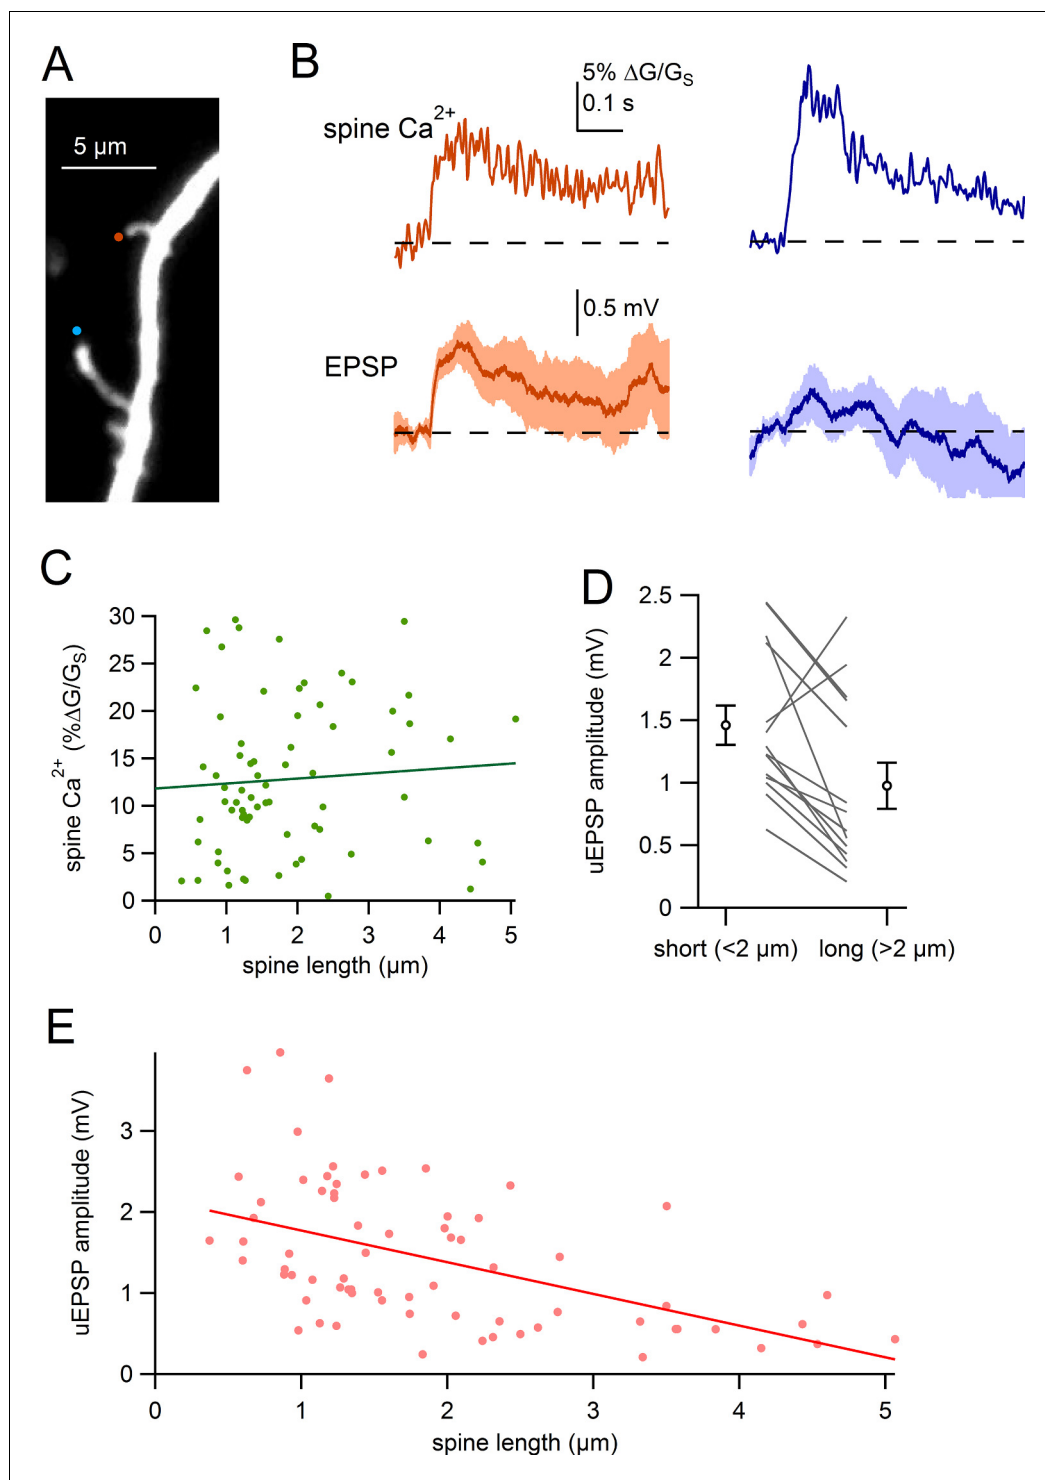 A
5 µm
B
5% ΔG/GS
0.1 s
spine Ca2+
0.5 mV
EPSP
C
spine Ca2+ (%ΔG/GS)
30
25
20
15
10
5
0
0 1 2 3 4 5
spine length (µm)
D
uEPSP amplitude (mV)
2.5
2
1.5
1
0.5
0
short (<2 µm) long (>2 µm)
E
uEPSP amplitude (mV)
3
2
1
0
0 1 2 3 4 5
spine length (µm)